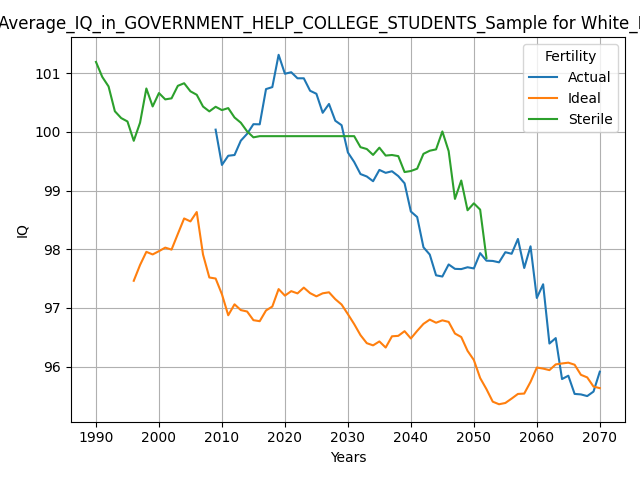 Average_IQ_in_GOVERNMENT_HELP_COLLEGE_STUDENTS_Sample for White_
Fertility
Actual
Ideal
Sterile
IQ
101
100
99
98
97
96
1990 2000 2010 2020 2030 2040 2050 2060 2070
Years